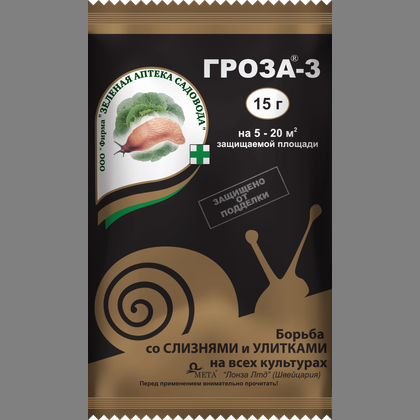 ООО "Фирма "ЗЕЛЕНАЯ АПТЕКА САДОВОДА"
ГРОЗА®-3
15 г
на 5 - 20 м²
защищаемой площади
ЗАЩИЩЕНО
ОТ
ПОДДЕЛКИ
Борьба
со СЛИЗНЯМИ и УЛИТКАМИ
на всех культурах
МЕТА "Лонза Лтд" (Швейцария)
Перед применением внимательно прочитать!